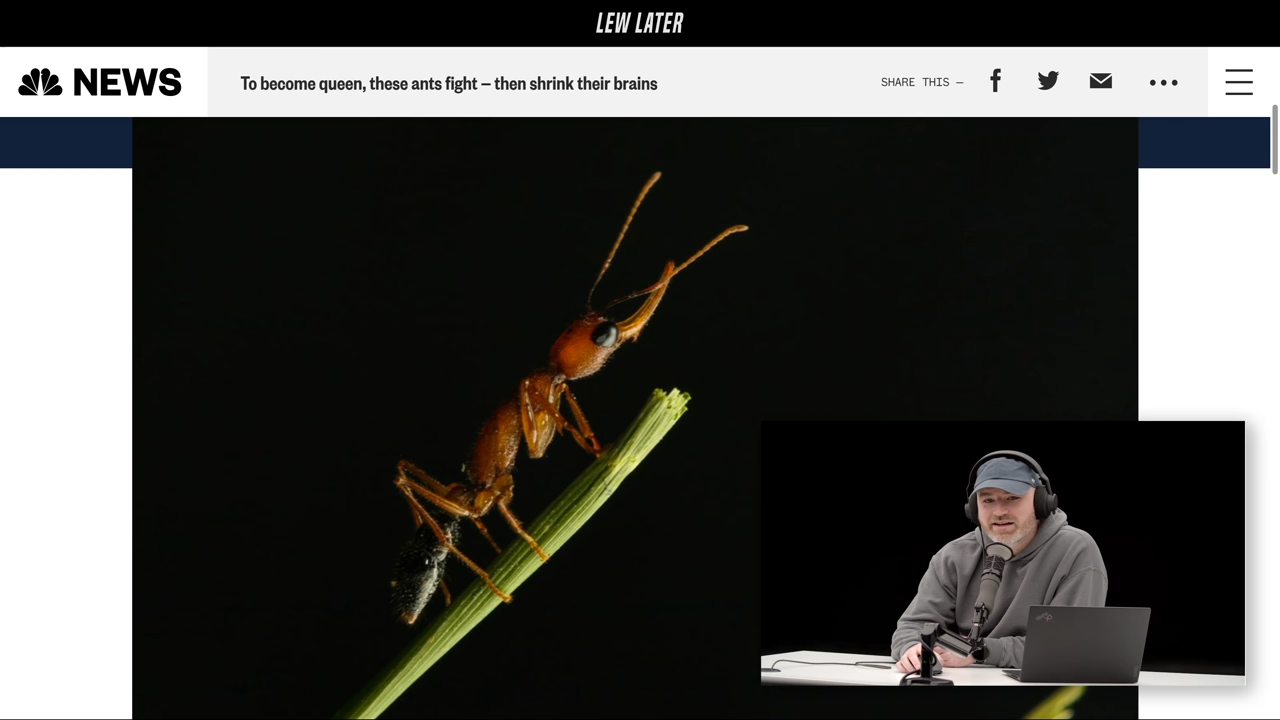 LEW LATER
NEWS
To become queen, these ants fight – then shrink their brains
SHARE THIS –